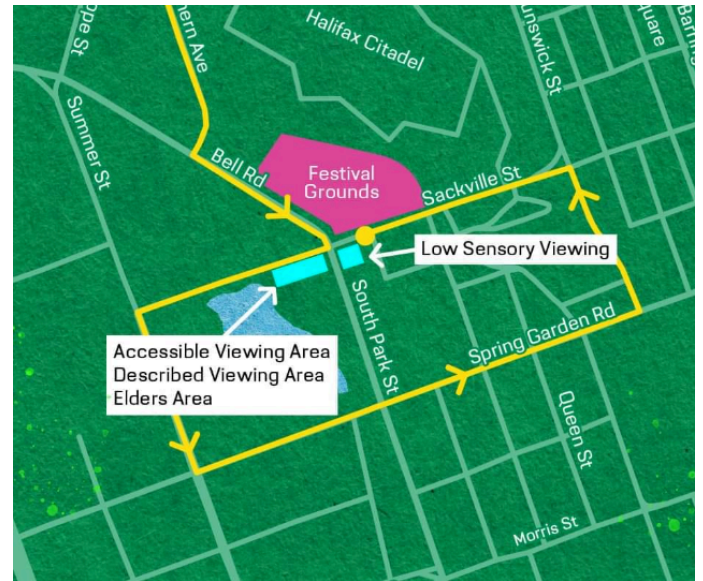 Halifax Citadel
Summer St
Bell Rd
Festival
Grounds
Sackville St
Low Sensory Viewing
South Park St
Accessible Viewing Area
Described Viewing Area
Elders Area
Spring Garden Rd
Queen St
Morris St